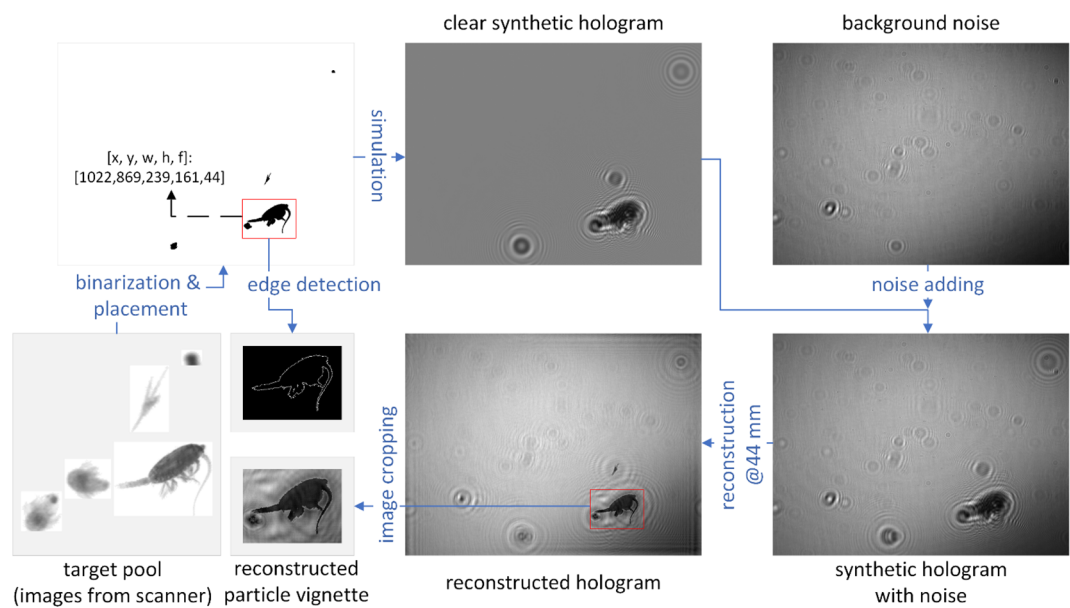 clear synthetic hologram
background noise
simulation
[x, y, w, h, f]:
[1022,869,239,161,44]
binarization &
placement
edge detection
noise adding
image cropping
reconstruction
@44 mm
target pool
(images from scanner)
reconstructed
particle vignette
reconstructed hologram
synthetic hologram
with noise